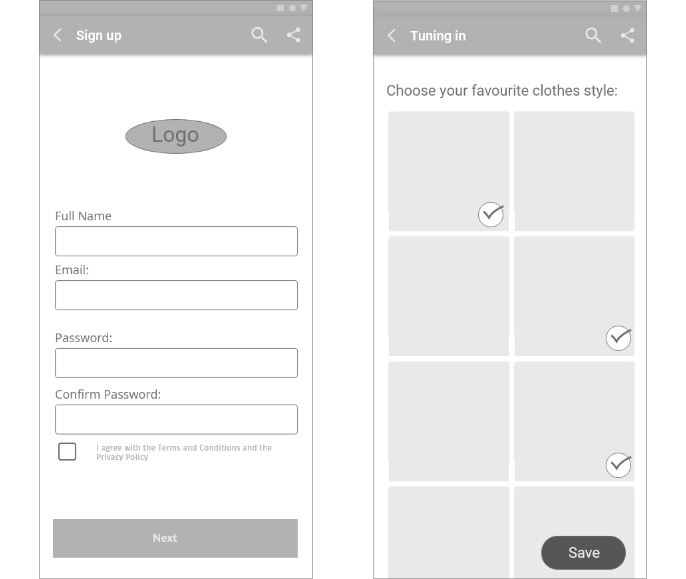 Sign up
Logo
Full Name
Email:
Password:
Confirm Password:
I agree with the Terms and Conditions and the
Privacy Policy
Next
Tuning in
Choose your favourite clothes style:
Save